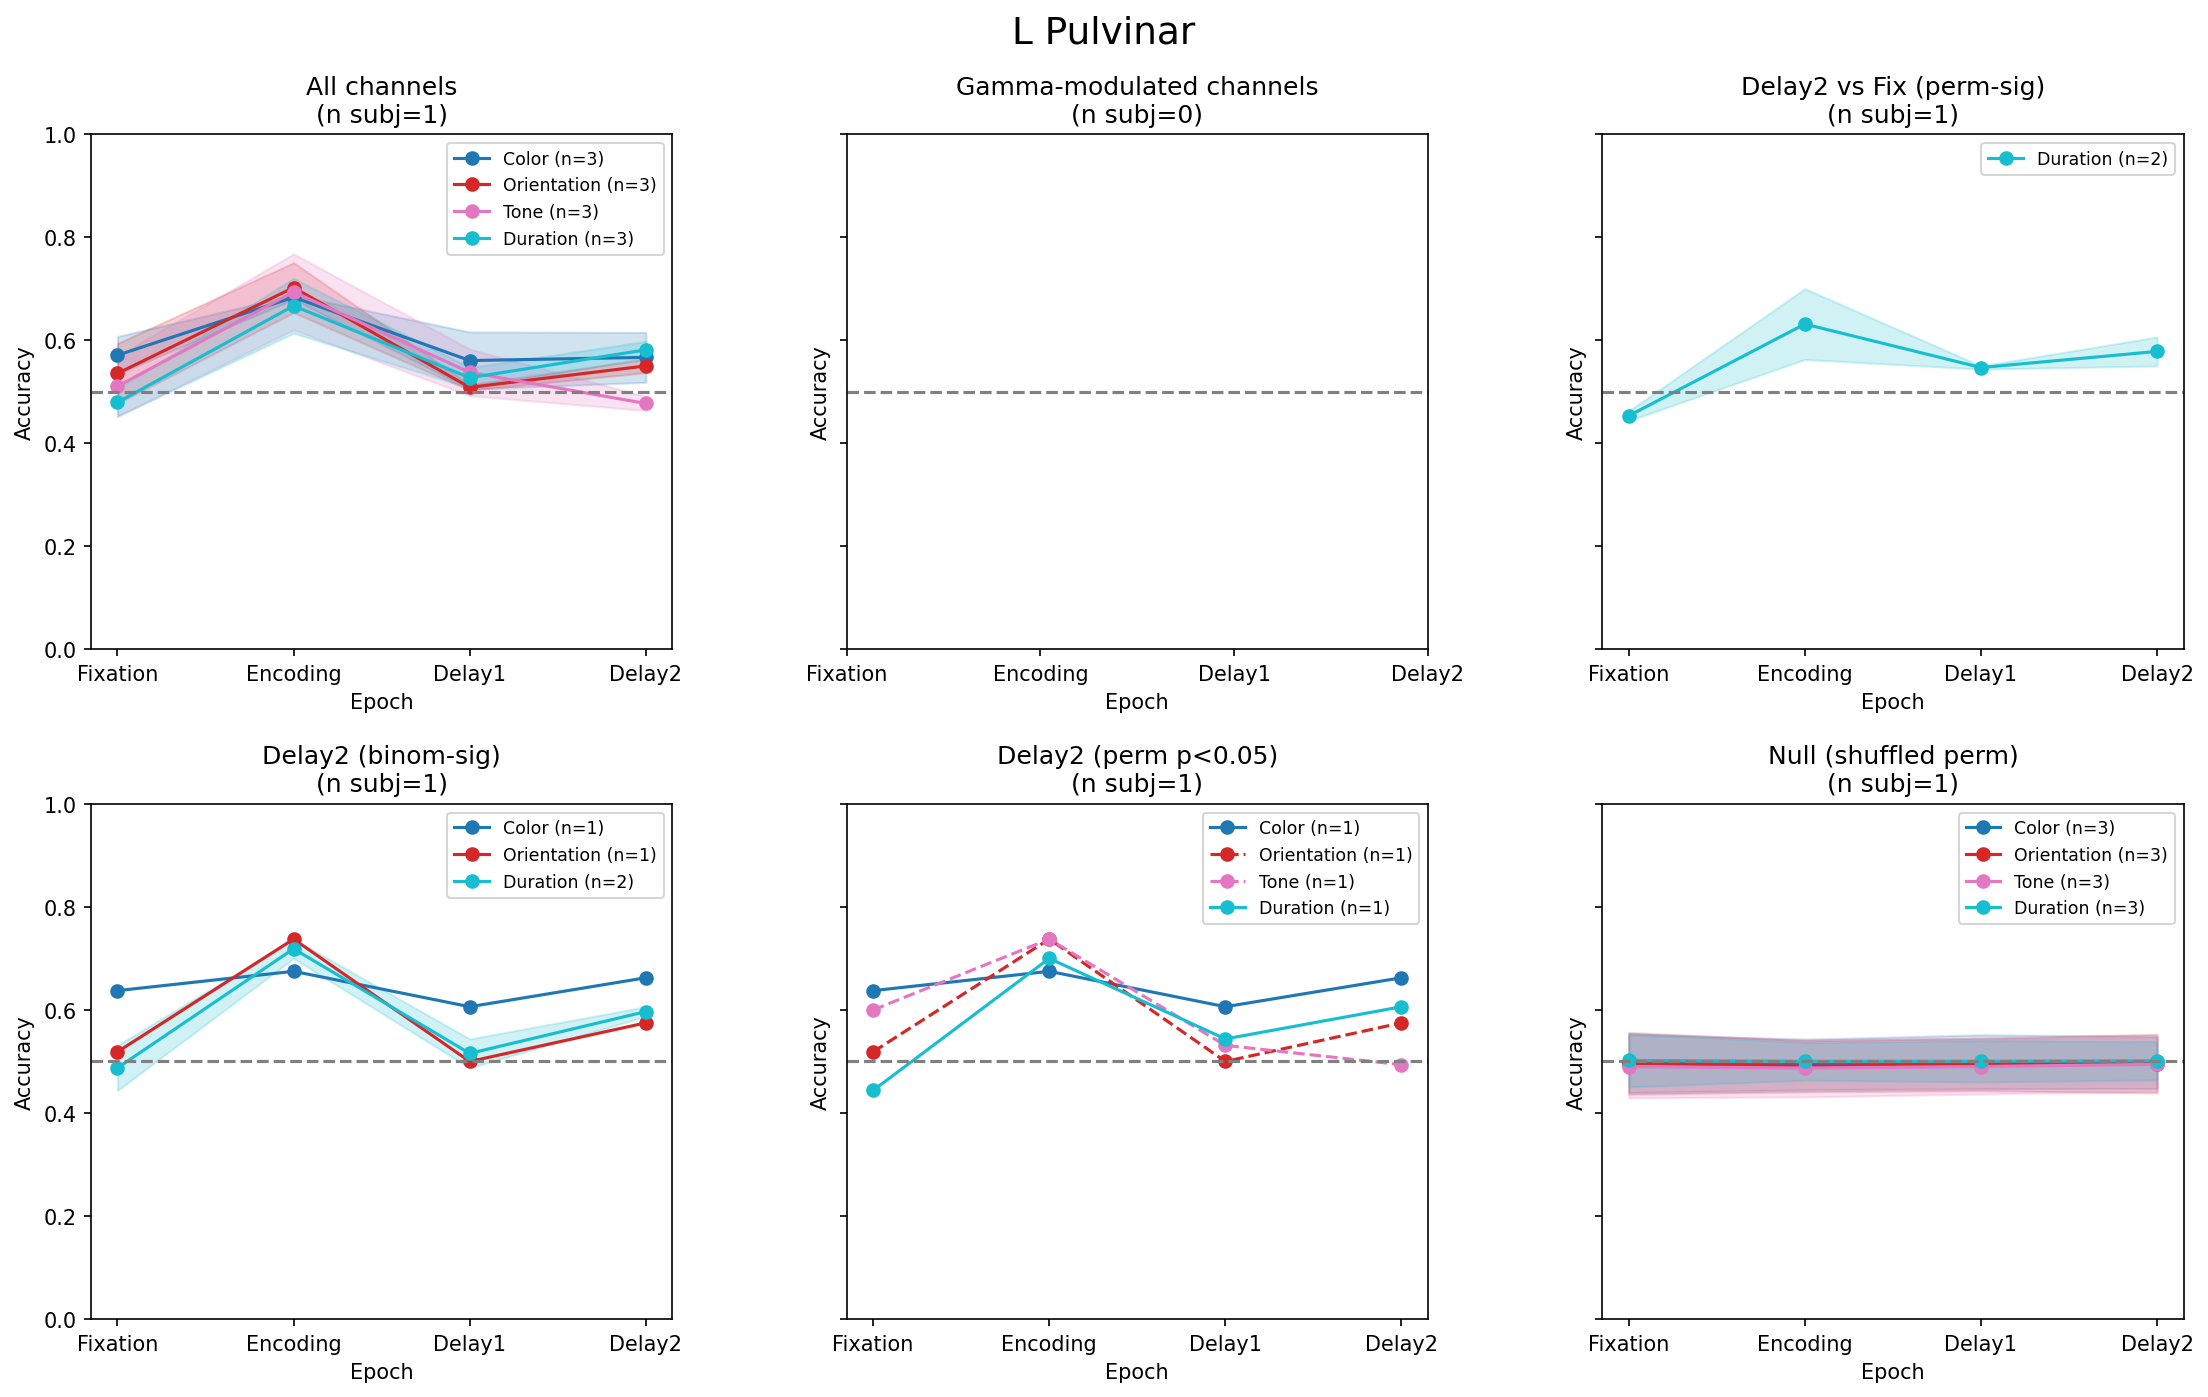 L Pulvinar
All channels
(n subj=1)
Accuracy
1.0
0.8
0.6
0.4
0.2
0.0
Color (n=3)
Orientation (n=3)
Tone (n=3)
Duration (n=3)
Fixation Encoding Delay1 Delay2
Epoch
Gamma-modulated channels
(n subj=0)
Accuracy
Fixation Encoding Delay1 Delay2
Epoch
Delay2 vs Fix (perm-sig)
(n subj=1)
Accuracy
Duration (n=2)
Fixation Encoding Delay1 Delay2
Epoch
Delay2 (binom-sig)
(n subj=1)
Accuracy
1.0
0.8
0.6
0.4
0.2
0.0
Color (n=1)
Orientation (n=1)
Duration (n=2)
Fixation Encoding Delay1 Delay2
Epoch
Delay2 (perm p<0.05)
(n subj=1)
Accuracy
Color (n=1)
Orientation (n=1)
Tone (n=1)
Duration (n=1)
Fixation Encoding Delay1 Delay2
Epoch
Null (shuffled perm)
(n subj=1)
Accuracy
Color (n=3)
Orientation (n=3)
Tone (n=3)
Duration (n=3)
Fixation Encoding Delay1 Delay2
Epoch